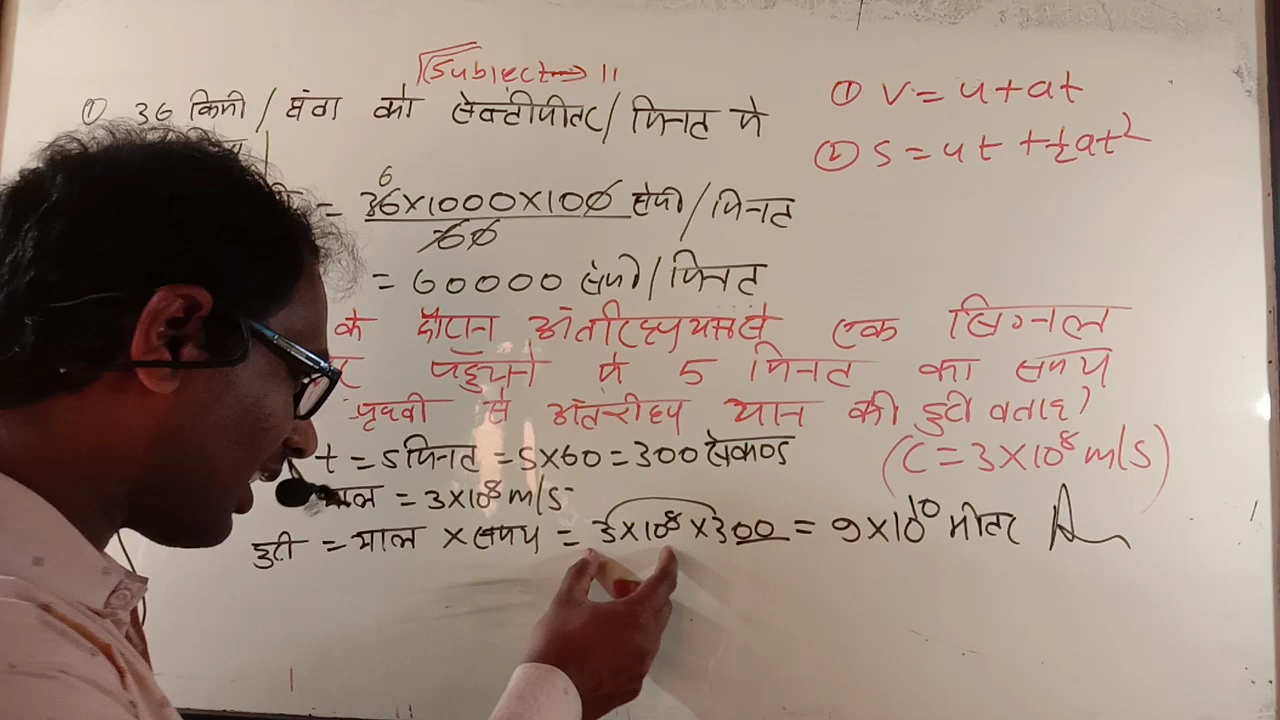 Subject → 11
① 36 किमी / घंटा को सेन्टीमीटर / मिनट मे
= 36×1000×100 सेमी / मिनट
6
60
= 60000 सेमी / मिनट
के दौरान अंतरिक्ष एक सिग्नल
पहुँचने मे 5 मिनट का समय
पृथ्वी से अंतरीक्ष यान की दुरी बताए?
(C = 3×10⁸ m/s)
t = 5 मिनट = 5×60 = 300 सेकण्ड
चाल = 3×10⁸ m/s
दुरी = चाल × समय = 3×10⁸×300 = 9×10¹⁰ मीटर
① v = u + at
② s = ut + ½at²